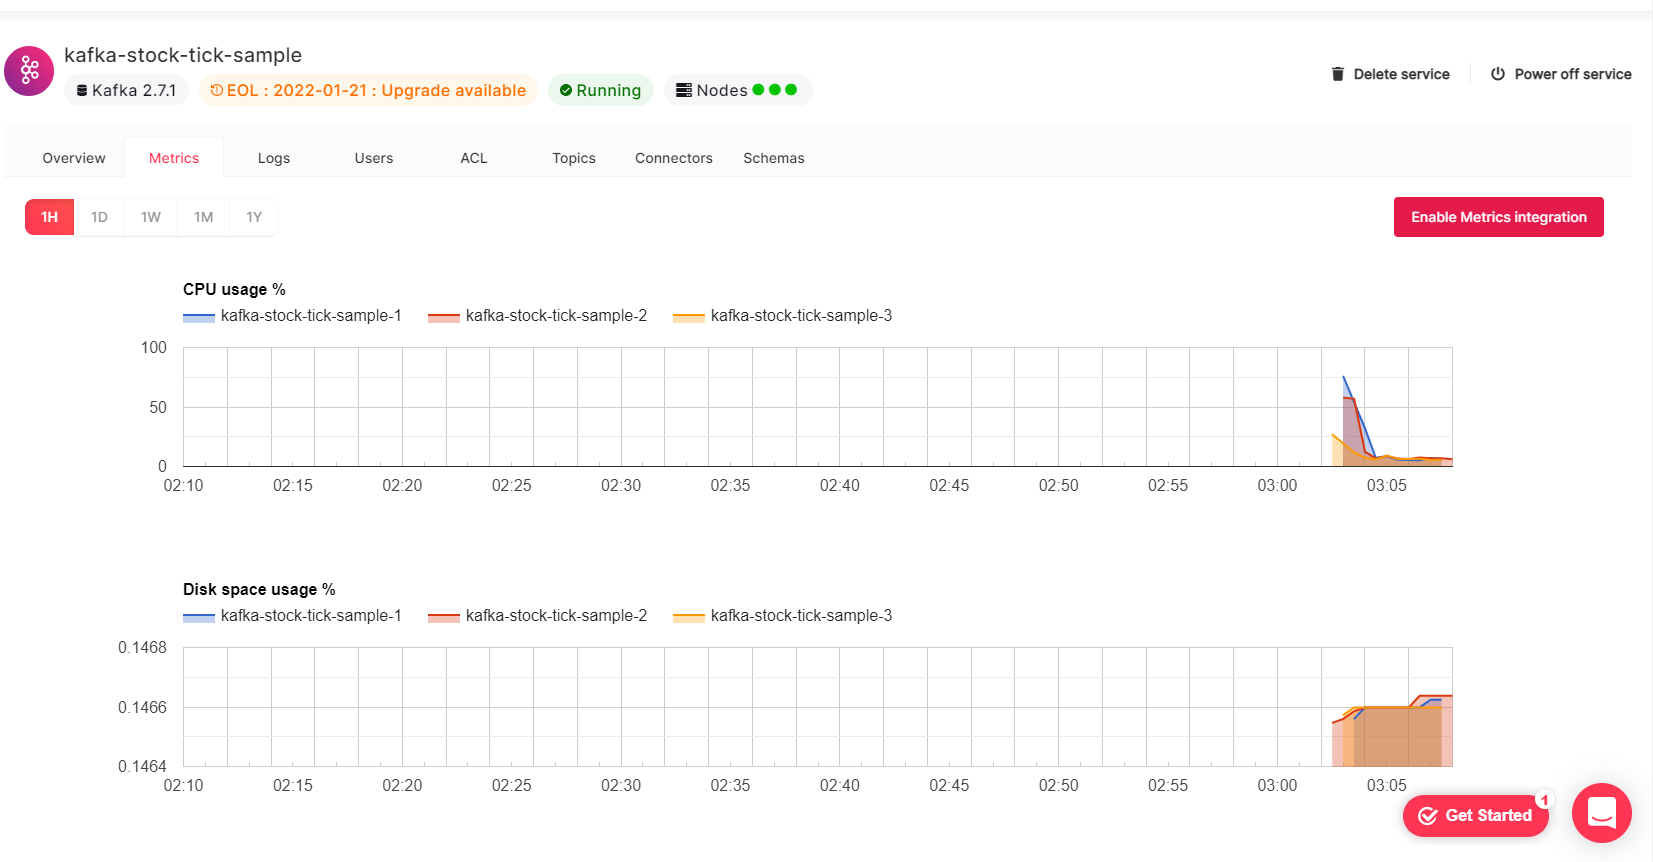 kafka-stock-tick-sample
Kafka 2.7.1 EOL : 2022-01-21 : Upgrade available Running Nodes
Delete service Power off service
Overview Metrics Logs Users ACL Topics Connectors Schemas
1H 1D 1W 1M 1Y
Enable Metrics integration
CPU usage %
kafka-stock-tick-sample-1 kafka-stock-tick-sample-2 kafka-stock-tick-sample-3
100
50
0
02:10 02:15 02:20 02:25 02:30 02:35 02:40 02:45 02:50 02:55 03:00 03:05
Disk space usage %
kafka-stock-tick-sample-1 kafka-stock-tick-sample-2 kafka-stock-tick-sample-3
0.1468
0.1466
0.1464
02:10 02:15 02:20 02:25 02:30 02:35 02:40 02:45 02:50 02:55 03:00 03:05
Get Started 1